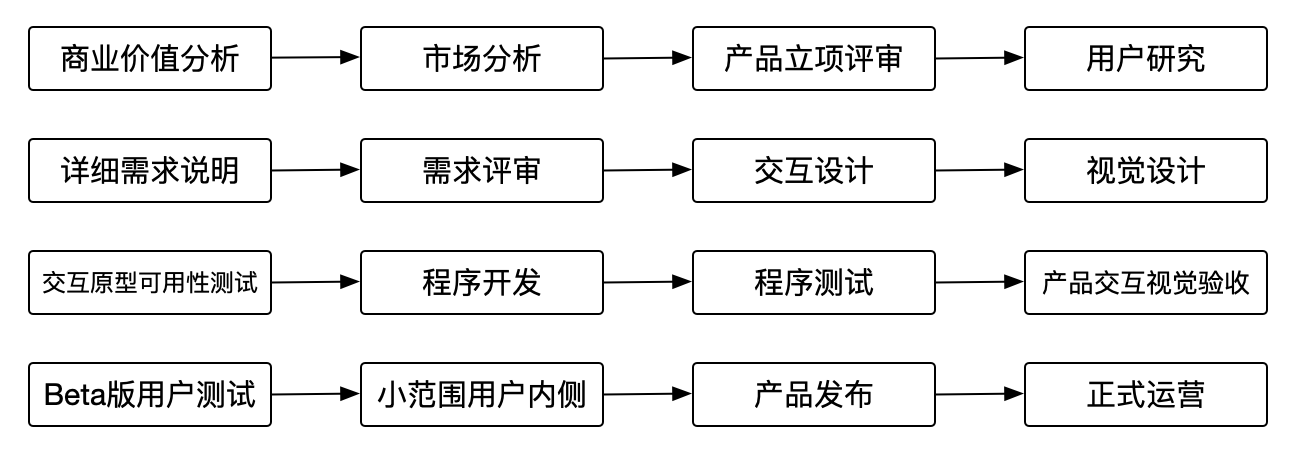 商业价值分析
市场分析
产品立项评审
用户研究
详细需求说明
需求评审
交互设计
视觉设计
交互原型可用性测试
程序开发
程序测试
产品交互视觉验收
Beta版用户测试
小范围用户内侧
产品发布
正式运营